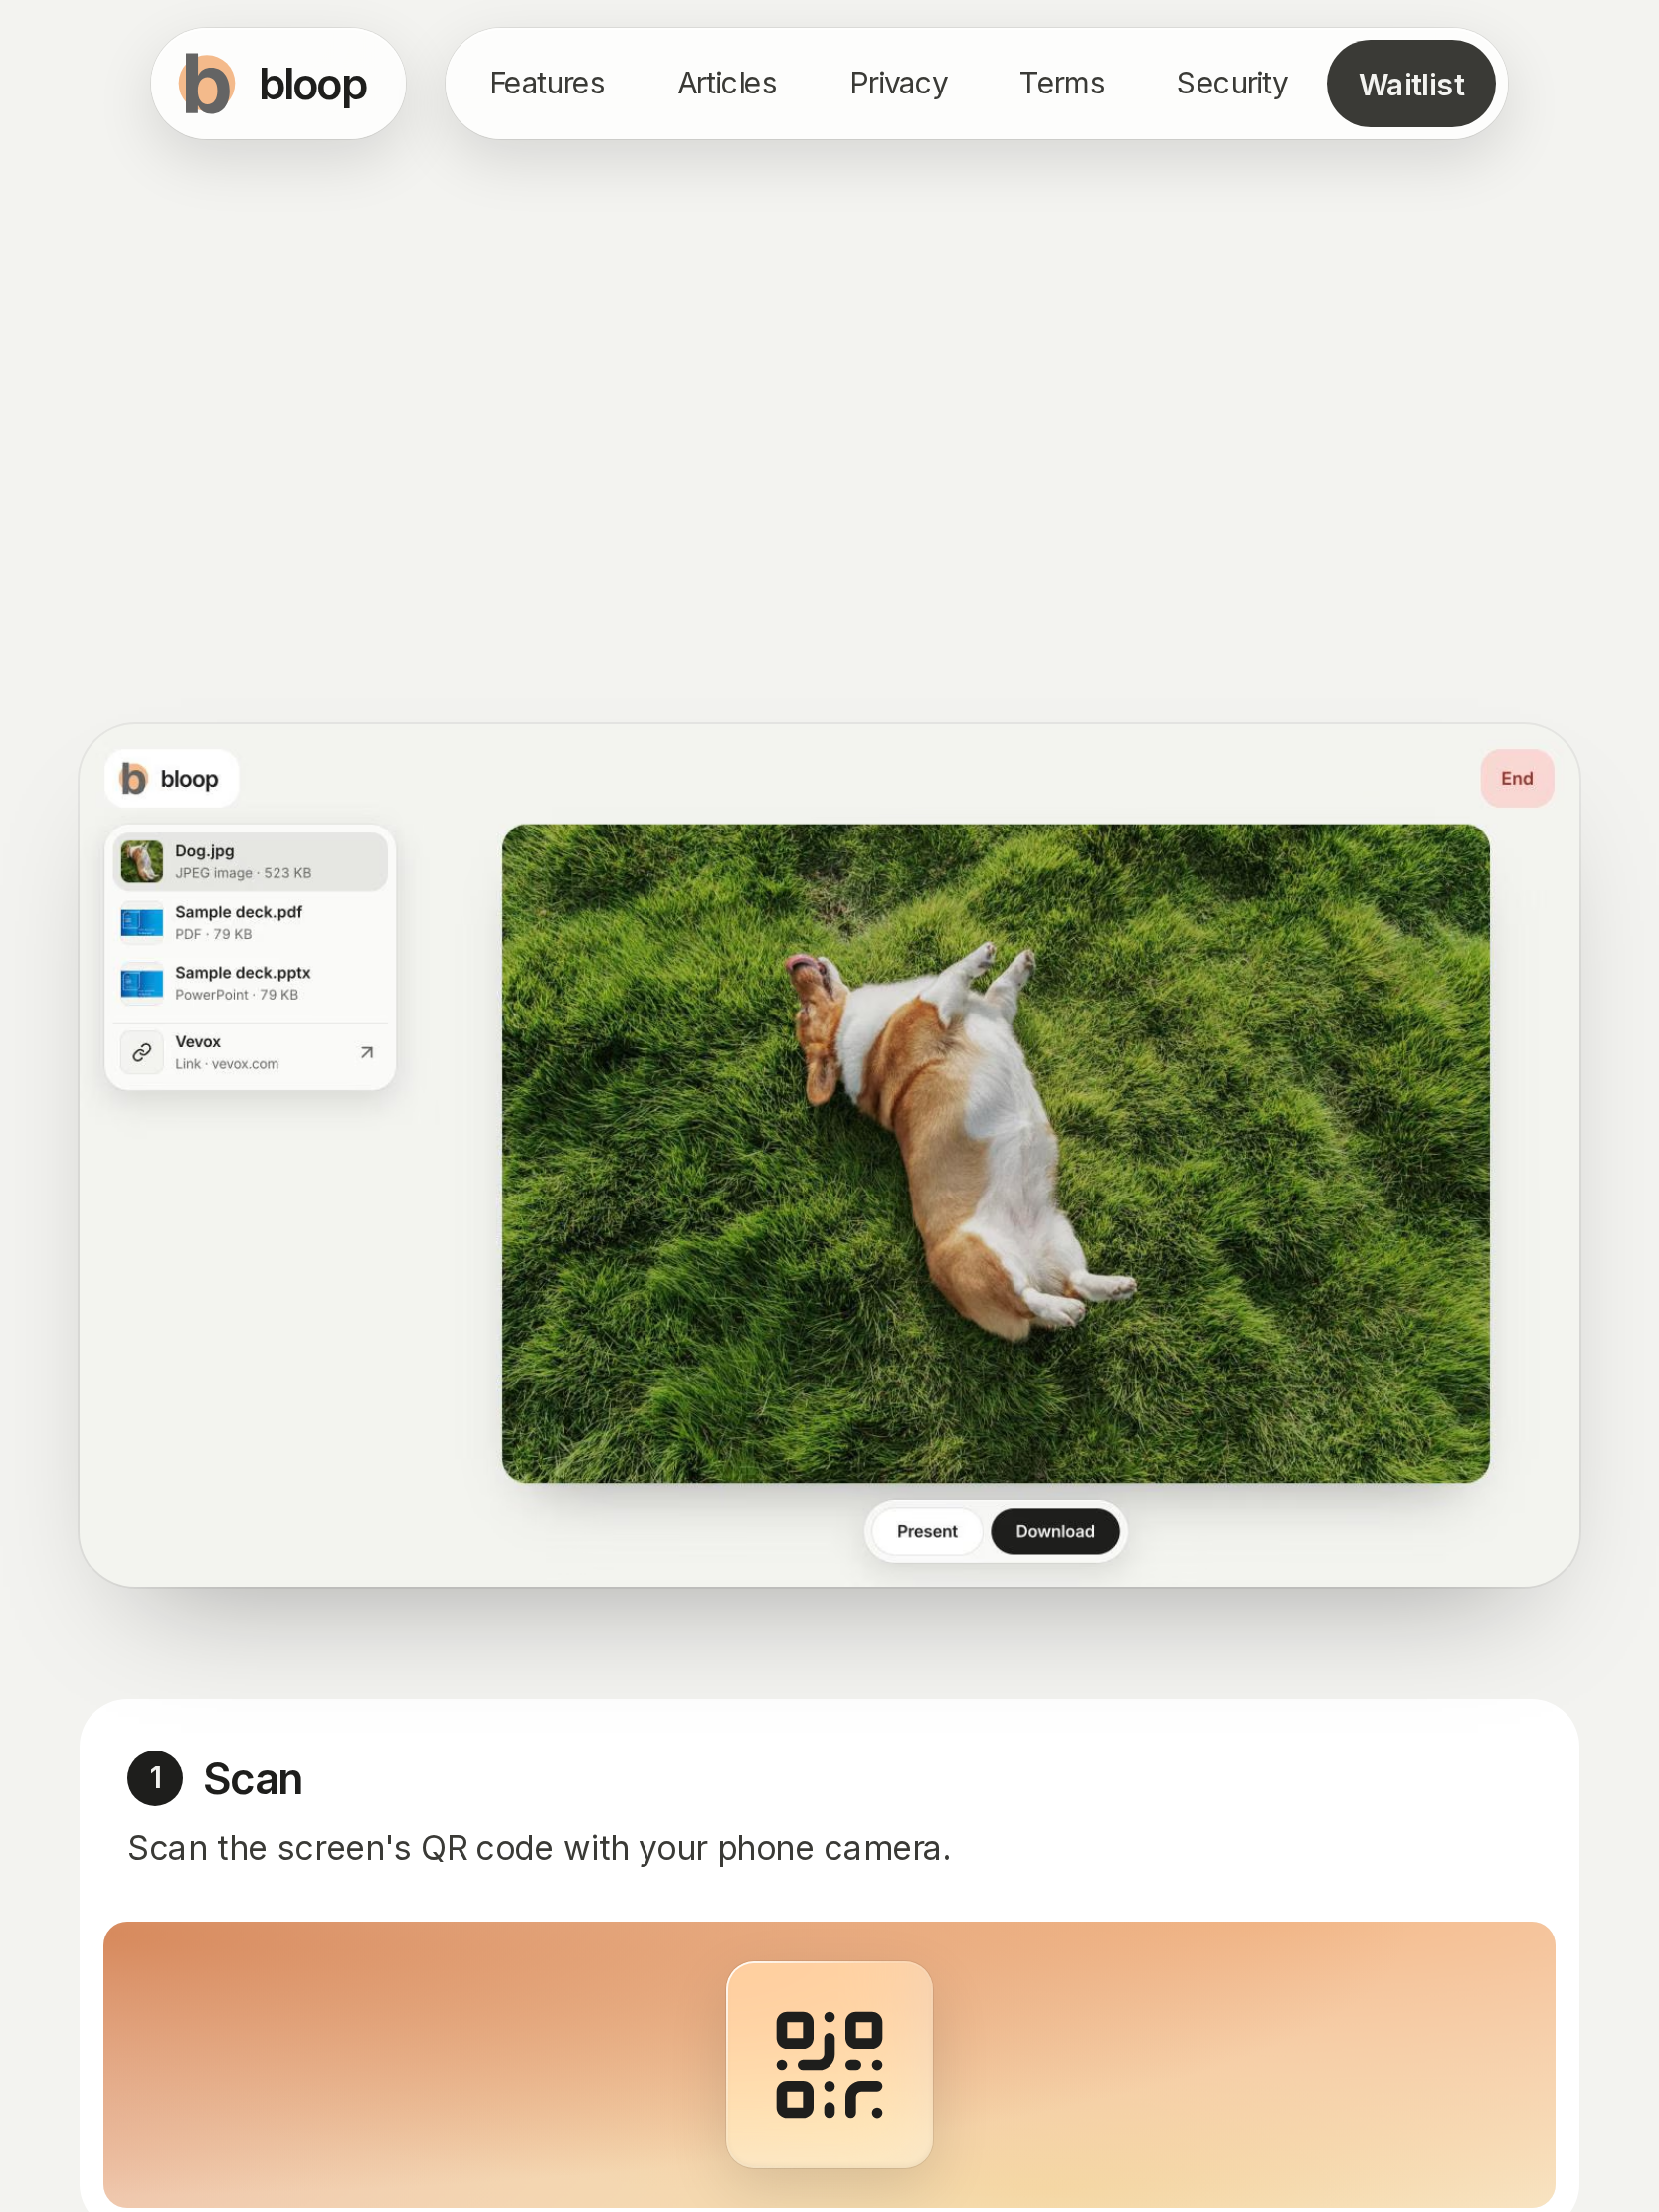 bloop
Features Articles Privacy Terms Security Waitlist
bloop
End
Dog.jpg
JPEG image · 523 KB
Sample deck.pdf
PDF · 79 KB
Sample deck.pptx
PowerPoint · 79 KB
Vevox
Link · vevox.com
Present Download
1 Scan
Scan the screen's QR code with your phone camera.